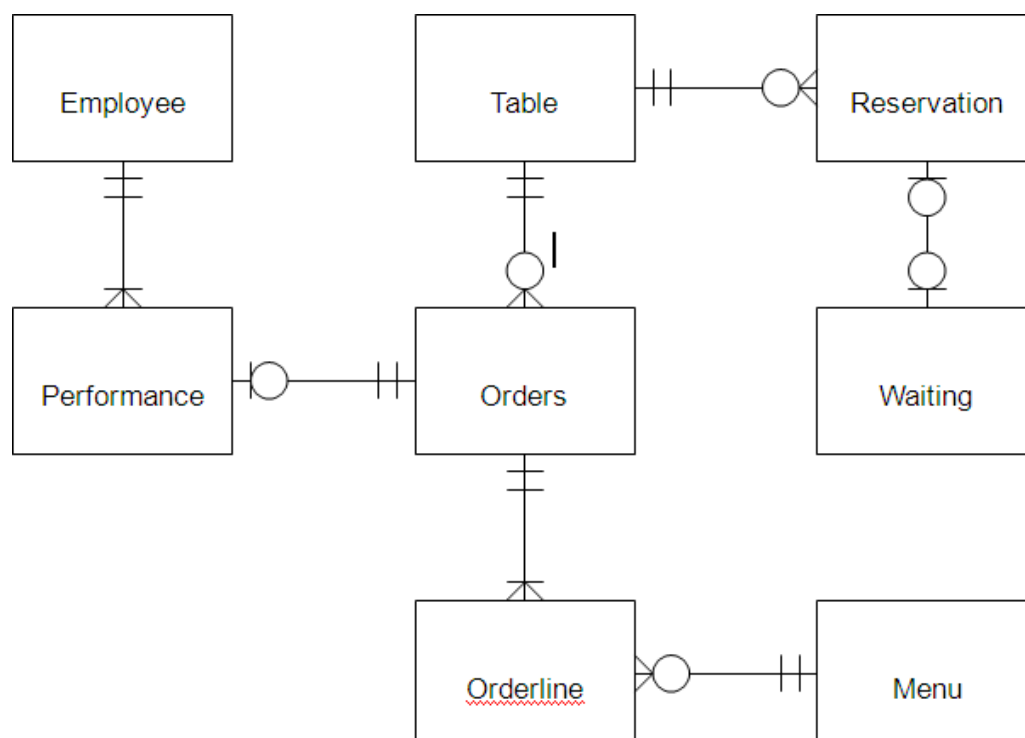 Employee
Table
Reservation
Performance
Orders
Waiting
Orderline
Menu